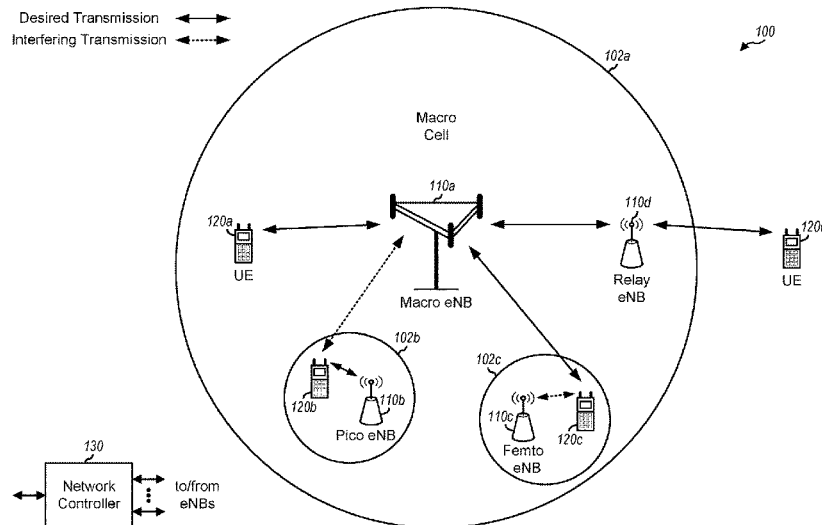 Desired Transmission
Interfering Transmission
100
102a
Macro
Cell
110a
110d
120a
UE
Macro eNB
Relay
eNB
UE
102b
102c
120b
110b
Pico eNB
110c
Femto
eNB
120c
130
Network
Controller
to/from
eNBs